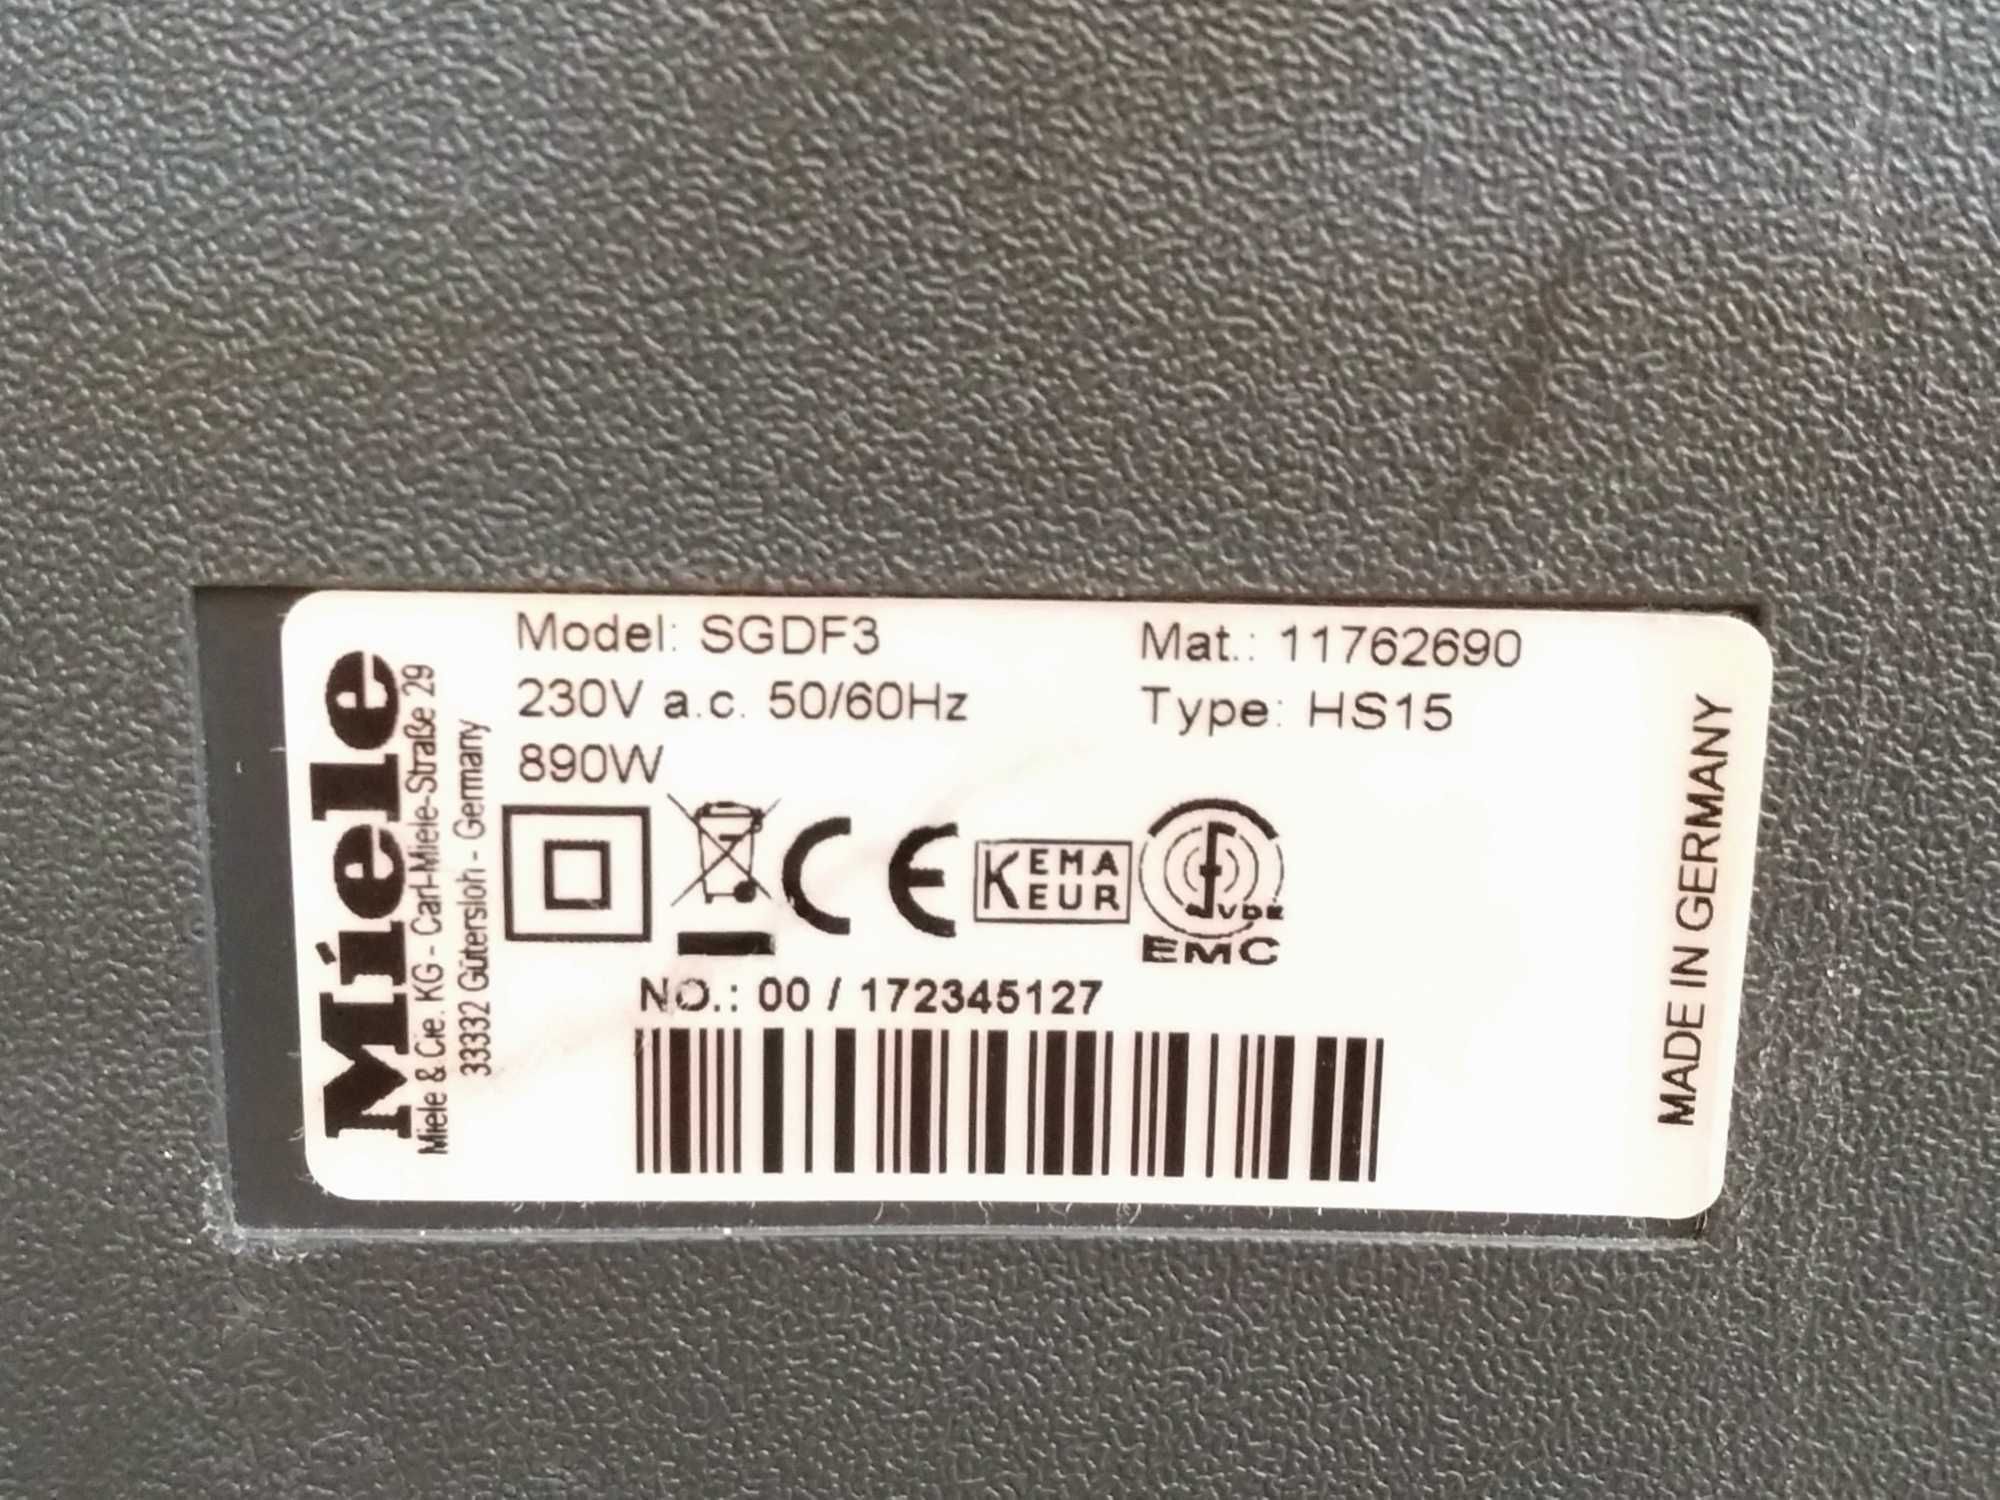 Miele
Miele & Cie. KG - Carl-Miele-Straße 29
33332 Gütersloh - Germany
Model: SGDF3
230V a.c. 50/60Hz
890W
Mat.: 11762690
Type: HS15
CE
KEMA
EUR
VDE
EMC
NO.: 00 / 172345127
MADE IN GERMANY